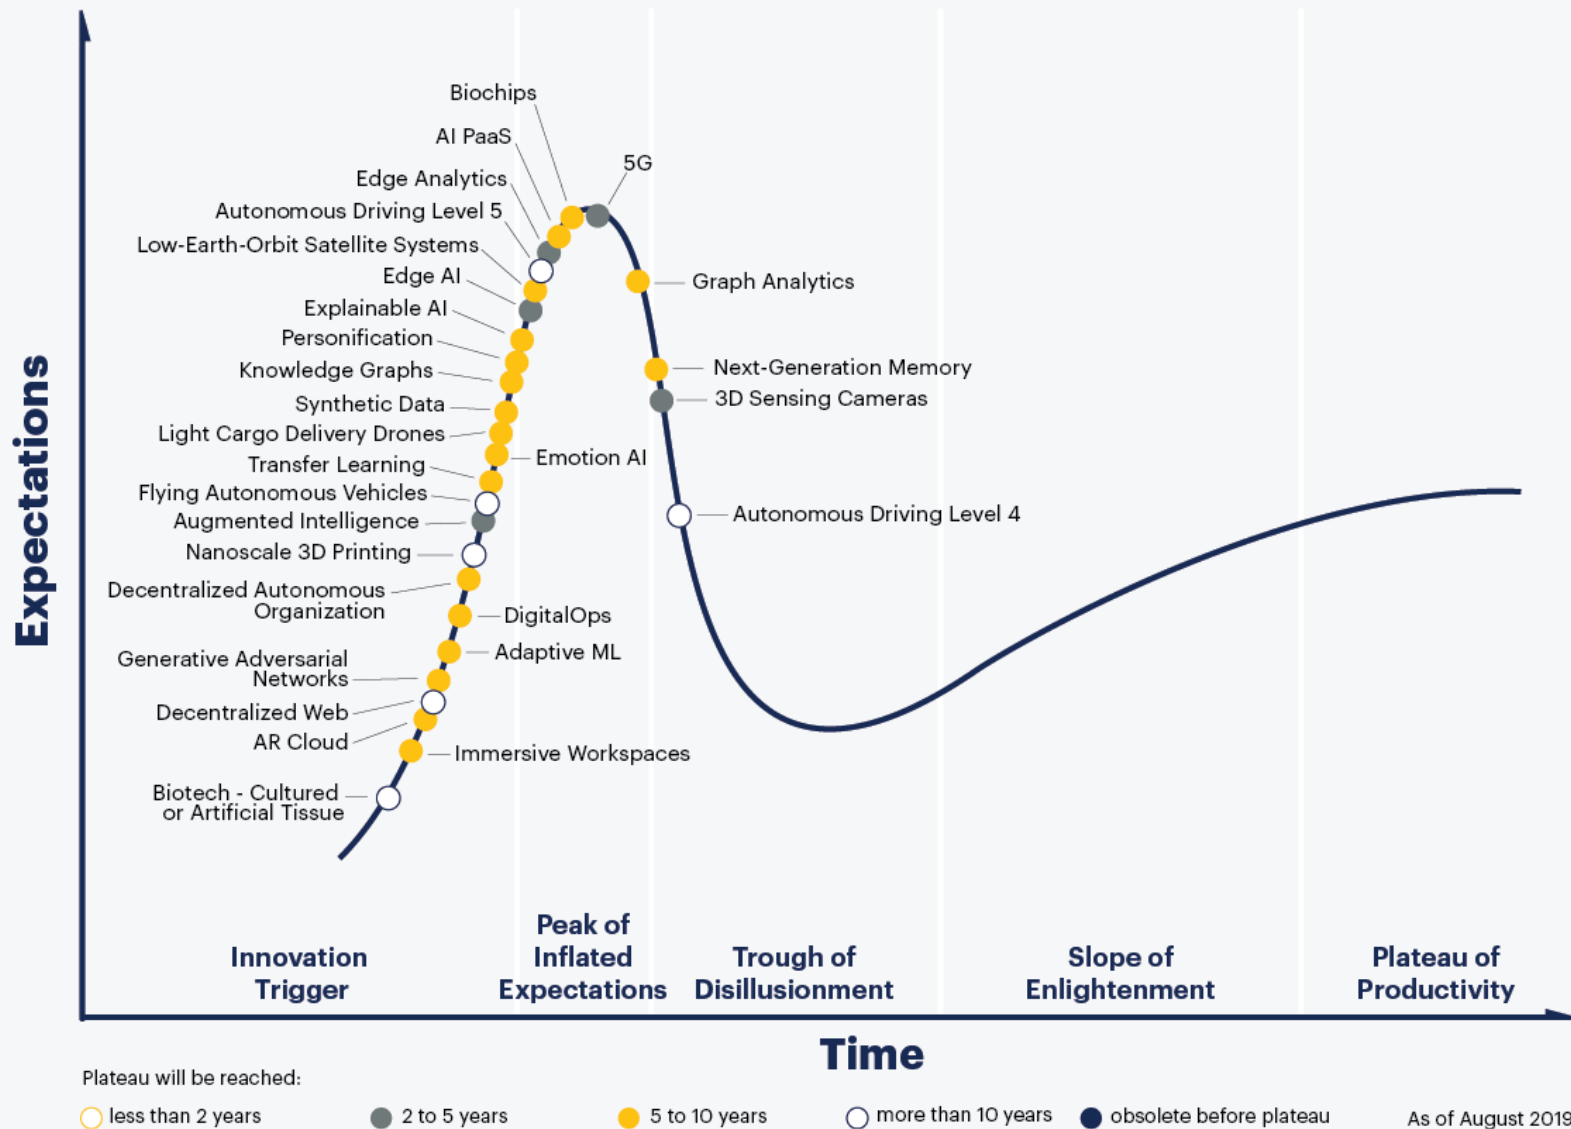 Biochips
AI PaaS
5G
Edge Analytics
Autonomous Driving Level 5
Low-Earth-Orbit Satellite Systems
Edge AI
Graph Analytics
Explainable AI
Personification
Knowledge Graphs
Next-Generation Memory
3D Sensing Cameras
Synthetic Data
Light Cargo Delivery Drones
Emotion AI
Transfer Learning
Flying Autonomous Vehicles
Augmented Intelligence
Autonomous Driving Level 4
Nanoscale 3D Printing
Decentralized Autonomous
Organization
DigitalOps
Adaptive ML
Generative Adversarial
Networks
Decentralized Web
AR Cloud
Immersive Workspaces
Biotech - Cultured
or Artificial Tissue
Expectations
Innovation
Trigger
Peak of
Inflated
Expectations
Trough of
Disillusionment
Slope of
Enlightenment
Plateau of
Productivity
Time
Plateau will be reached:
less than 2 years
2 to 5 years
5 to 10 years
more than 10 years
obsolete before plateau
As of August 2019